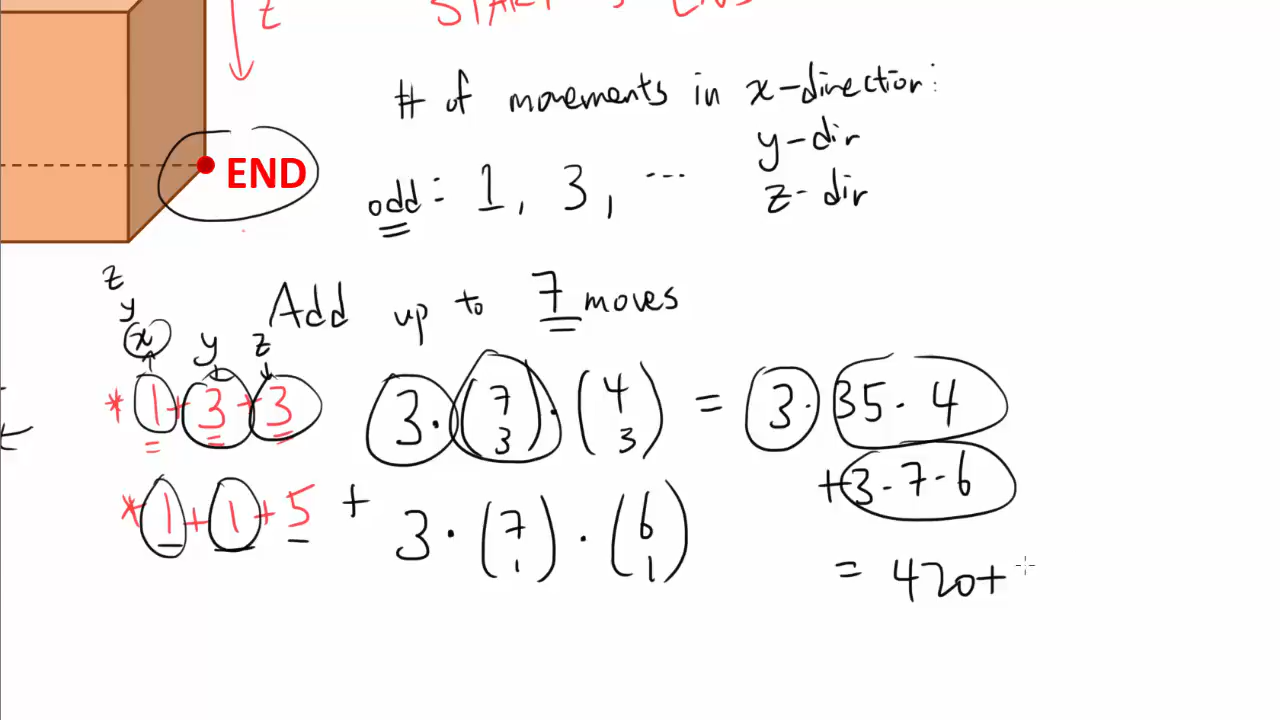 START → END
z
# of movements in x-direction:
y-dir
z-dir
END
odd: 1, 3, ...
Add up to 7 moves
z
y
x y z
* 1 + 3 + 3 3 · (7 3) · (4 3) = 3 · 35 · 4
* 1 + 1 + 5 + 3 · (7 1) · (6 1) + 3 · 7 · 6
= 420 +